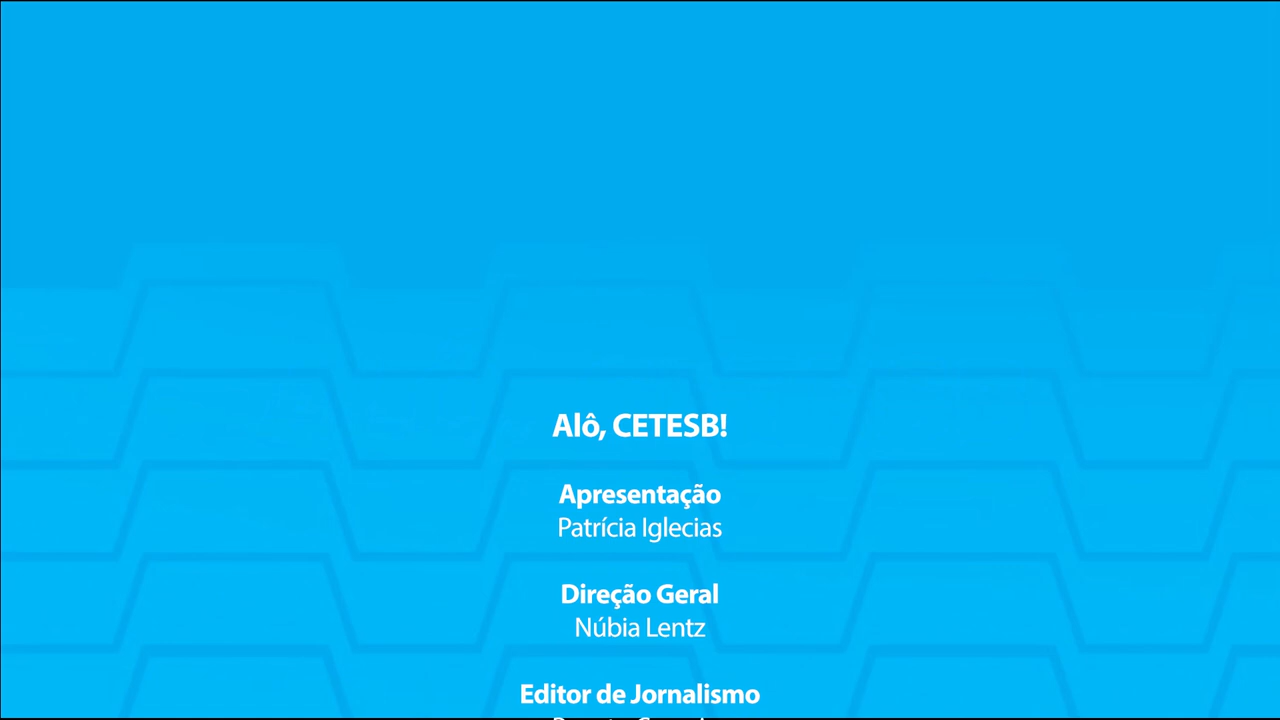 Alô, CETESB!
Apresentação
Patrícia Iglecias
Direção Geral
Núbia Lentz
Editor de Jornalismo